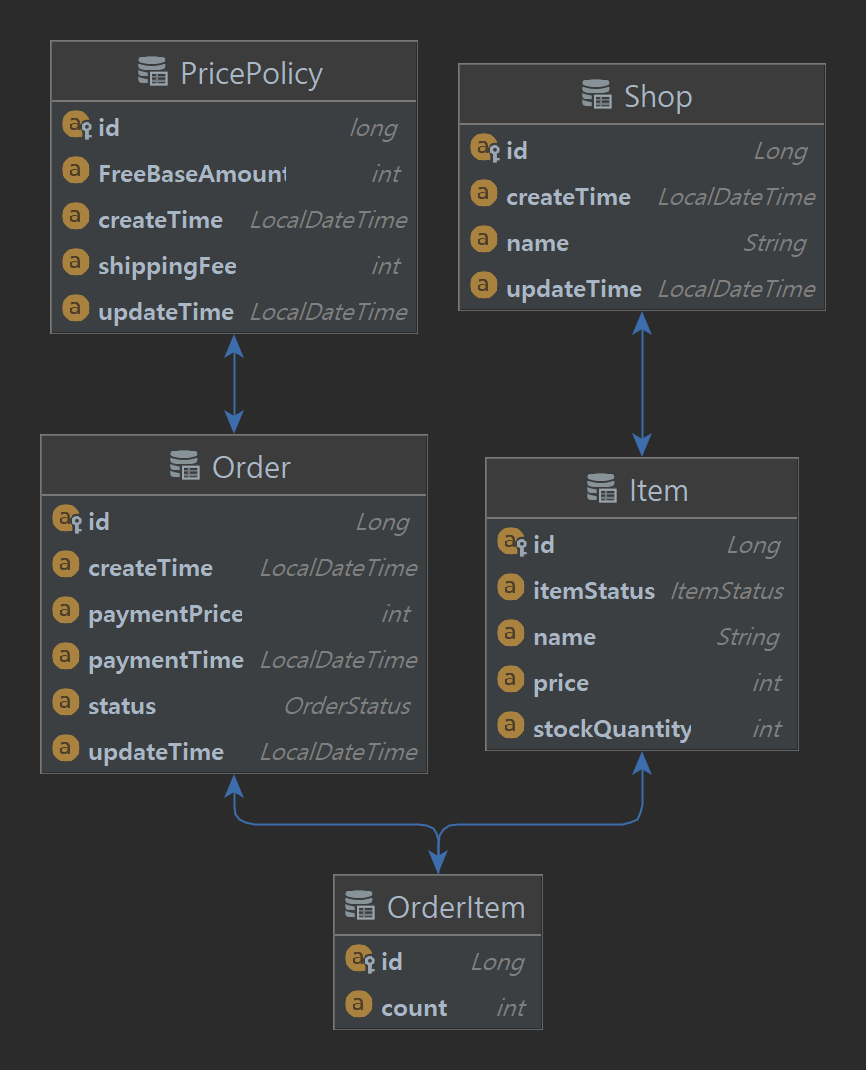 PricePolicy
id long
FreeBaseAmount int
createTime LocalDateTime
shippingFee int
updateTime LocalDateTime
Shop
id Long
createTime LocalDateTime
name String
updateTime LocalDateTime
Order
id Long
createTime LocalDateTime
paymentPrice int
paymentTime LocalDateTime
status OrderStatus
updateTime LocalDateTime
Item
id Long
itemStatus ItemStatus
name String
price int
stockQuantity int
OrderItem
id Long
count int